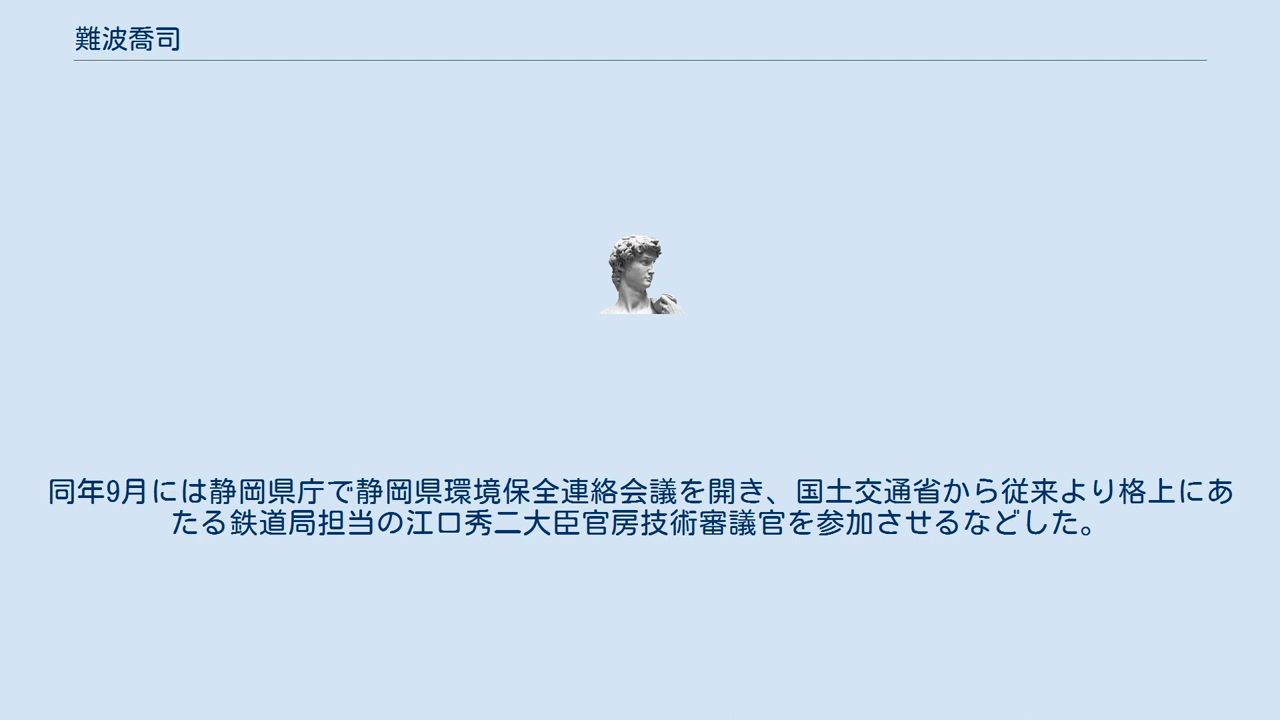 難波喬司
同年9月には静岡県庁で静岡県環境保全連絡会議を開き、国土交通省から従来より格上にあ
たる鉄道局担当の江口秀二大臣官房技術審議官を参加させるなどした。